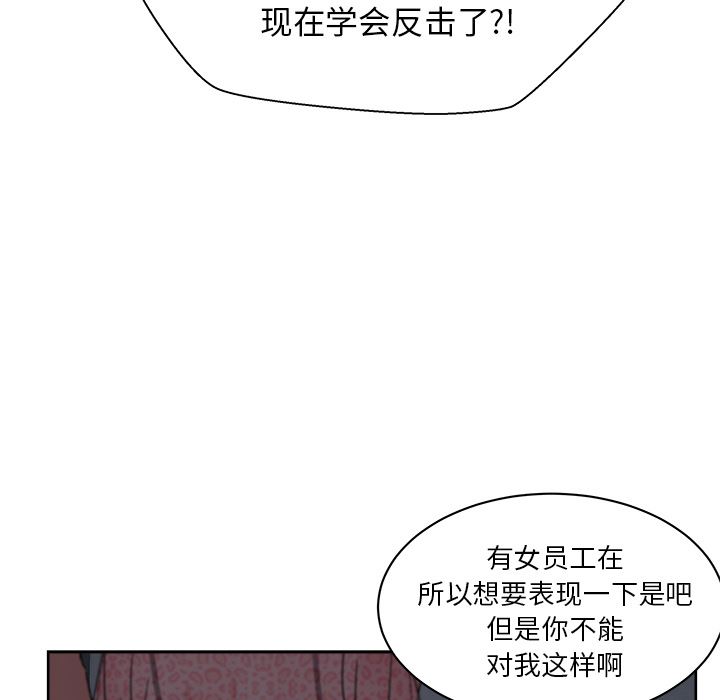 现在学会反击了?!
有女员工在
所以想要表现一下是吧
但是你不能
对我这样啊